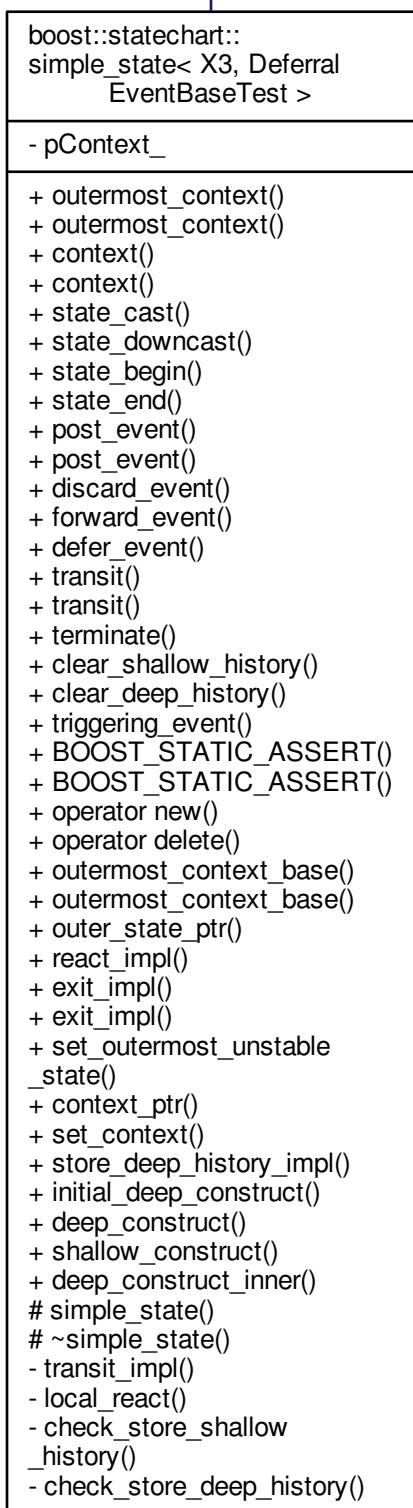 boost::statechart::
simple_state< X3, Deferral
EventBaseTest >
- pContext_
+ outermost_context()
+ outermost_context()
+ context()
+ context()
+ state_cast()
+ state_downcast()
+ state_begin()
+ state_end()
+ post_event()
+ post_event()
+ discard_event()
+ forward_event()
+ defer_event()
+ transit()
+ transit()
+ terminate()
+ clear_shallow_history()
+ clear_deep_history()
+ triggering_event()
+ BOOST_STATIC_ASSERT()
+ BOOST_STATIC_ASSERT()
+ operator new()
+ operator delete()
+ outermost_context_base()
+ outermost_context_base()
+ outer_state_ptr()
+ react_impl()
+ exit_impl()
+ exit_impl()
+ set_outermost_unstable
_state()
+ context_ptr()
+ set_context()
+ store_deep_history_impl()
+ initial_deep_construct()
+ deep_construct()
+ shallow_construct()
+ deep_construct_inner()
# simple_state()
# ~simple_state()
- transit_impl()
- local_react()
- check_store_shallow
_history()
- check_store_deep_history()